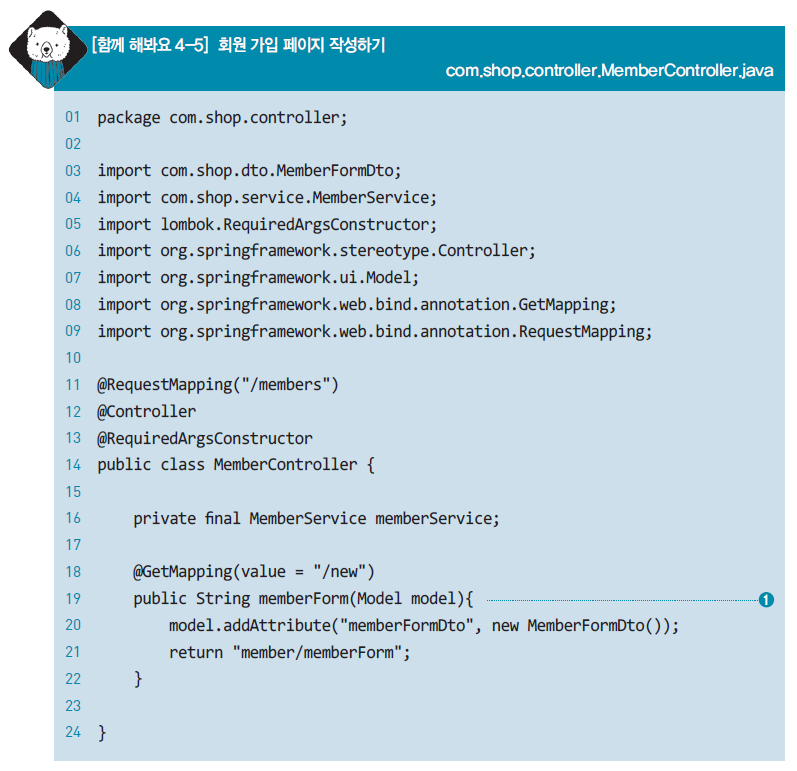 [함께 해봐요 4-5] 회원 가입 페이지 작성하기
com.shop.controller.MemberController.java
01 package com.shop.controller;
02
03 import com.shop.dto.MemberFormDto;
04 import com.shop.service.MemberService;
05 import lombok.RequiredArgsConstructor;
06 import org.springframework.stereotype.Controller;
07 import org.springframework.ui.Model;
08 import org.springframework.web.bind.annotation.GetMapping;
09 import org.springframework.web.bind.annotation.RequestMapping;
10
11 @RequestMapping("/members")
12 @Controller
13 @RequiredArgsConstructor
14 public class MemberController {
15
16     private final MemberService memberService;
17
18     @GetMapping(value = "/new")
19     public String memberForm(Model model){ ❶
20         model.addAttribute("memberFormDto", new MemberFormDto());
21         return "member/memberForm";
22     }
23
24 }